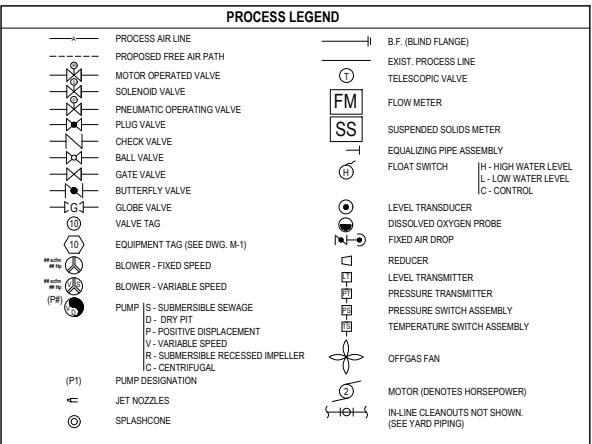 PROCESS LEGEND
A PROCESS AIR LINE
PROPOSED FREE AIR PATH
MOTOR OPERATED VALVE
SOLENOID VALVE
PNEUMATIC OPERATING VALVE
PLUG VALVE
CHECK VALVE
BALL VALVE
GATE VALVE
BUTTERFLY VALVE
G GLOBE VALVE
10 VALVE TAG
10 EQUIPMENT TAG (SEE DWG. M-1)
## scfm
## Hp
BLOWER - FIXED SPEED
## scfm
## Hp
V S
BLOWER - VARIABLE SPEED
(P#) V D PUMP
S - SUBMERSIBLE SEWAGE
D - DRY PIT
P - POSITIVE DISPLACEMENT
V - VARIABLE SPEED
R - SUBMERSIBLE RECESSED IMPELLER
C - CENTRIFUGAL
(P1) PUMP DESIGNATION
JET NOZZLES
SPLASHCONE
B.F. (BLIND FLANGE)
EXIST. PROCESS LINE
T TELESCOPIC VALVE
FM FLOW METER
SS SUSPENDED SOLIDS METER
EQUALIZING PIPE ASSEMBLY
H FLOAT SWITCH
H - HIGH WATER LEVEL
L - LOW WATER LEVEL
C - CONTROL
LEVEL TRANSDUCER
DISSOLVED OXYGEN PROBE
FIXED AIR DROP
REDUCER
LT LEVEL TRANSMITTER
PT PRESSURE TRANSMITTER
PS PRESSURE SWITCH ASSEMBLY
TS TEMPERATURE SWITCH ASSEMBLY
OFFGAS FAN
2 MOTOR (DENOTES HORSEPOWER)
IN-LINE CLEANOUTS NOT SHOWN.
(SEE YARD PIPING)